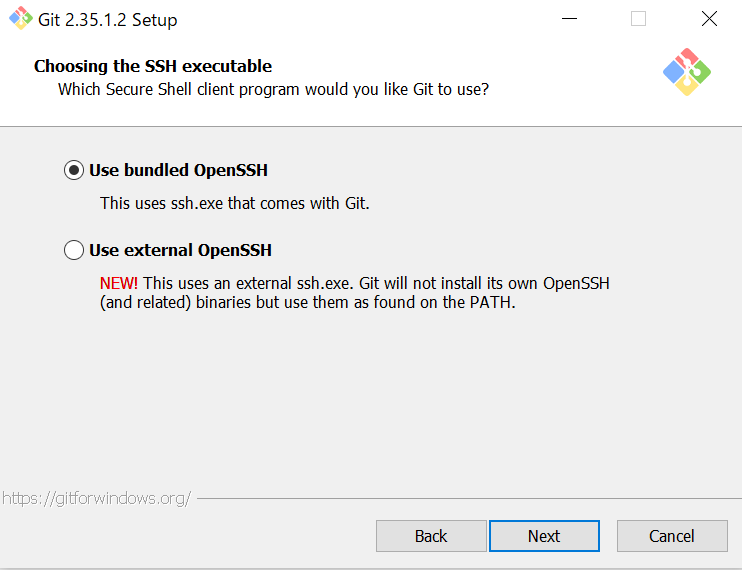 Git 2.35.1.2 Setup
Choosing the SSH executable
Which Secure Shell client program would you like Git to use?
Use bundled OpenSSH
This uses ssh.exe that comes with Git.
Use external OpenSSH
NEW! This uses an external ssh.exe. Git will not install its own OpenSSH
(and related) binaries but use them as found on the PATH.
https://gitforwindows.org/
Back
Next
Cancel